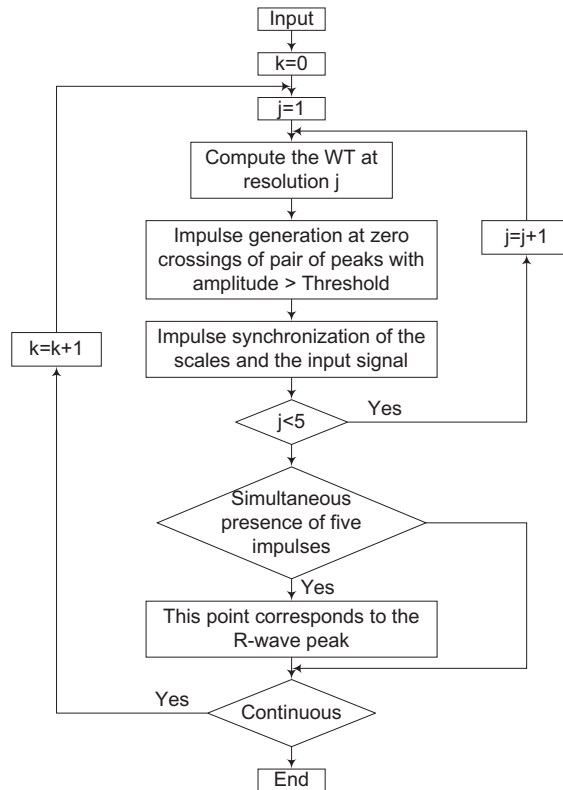 Input
k=0
j=1
Compute the WT at
resolution j
Impulse generation at zero
crossings of pair of peaks with
amplitude > Threshold
j=j+1
Impulse synchronization of the
scales and the input signal
k=k+1
j<5
Yes
Simultaneous
presence of five
impulses
Yes
This point corresponds to the
R-wave peak
Yes
Continuous
End